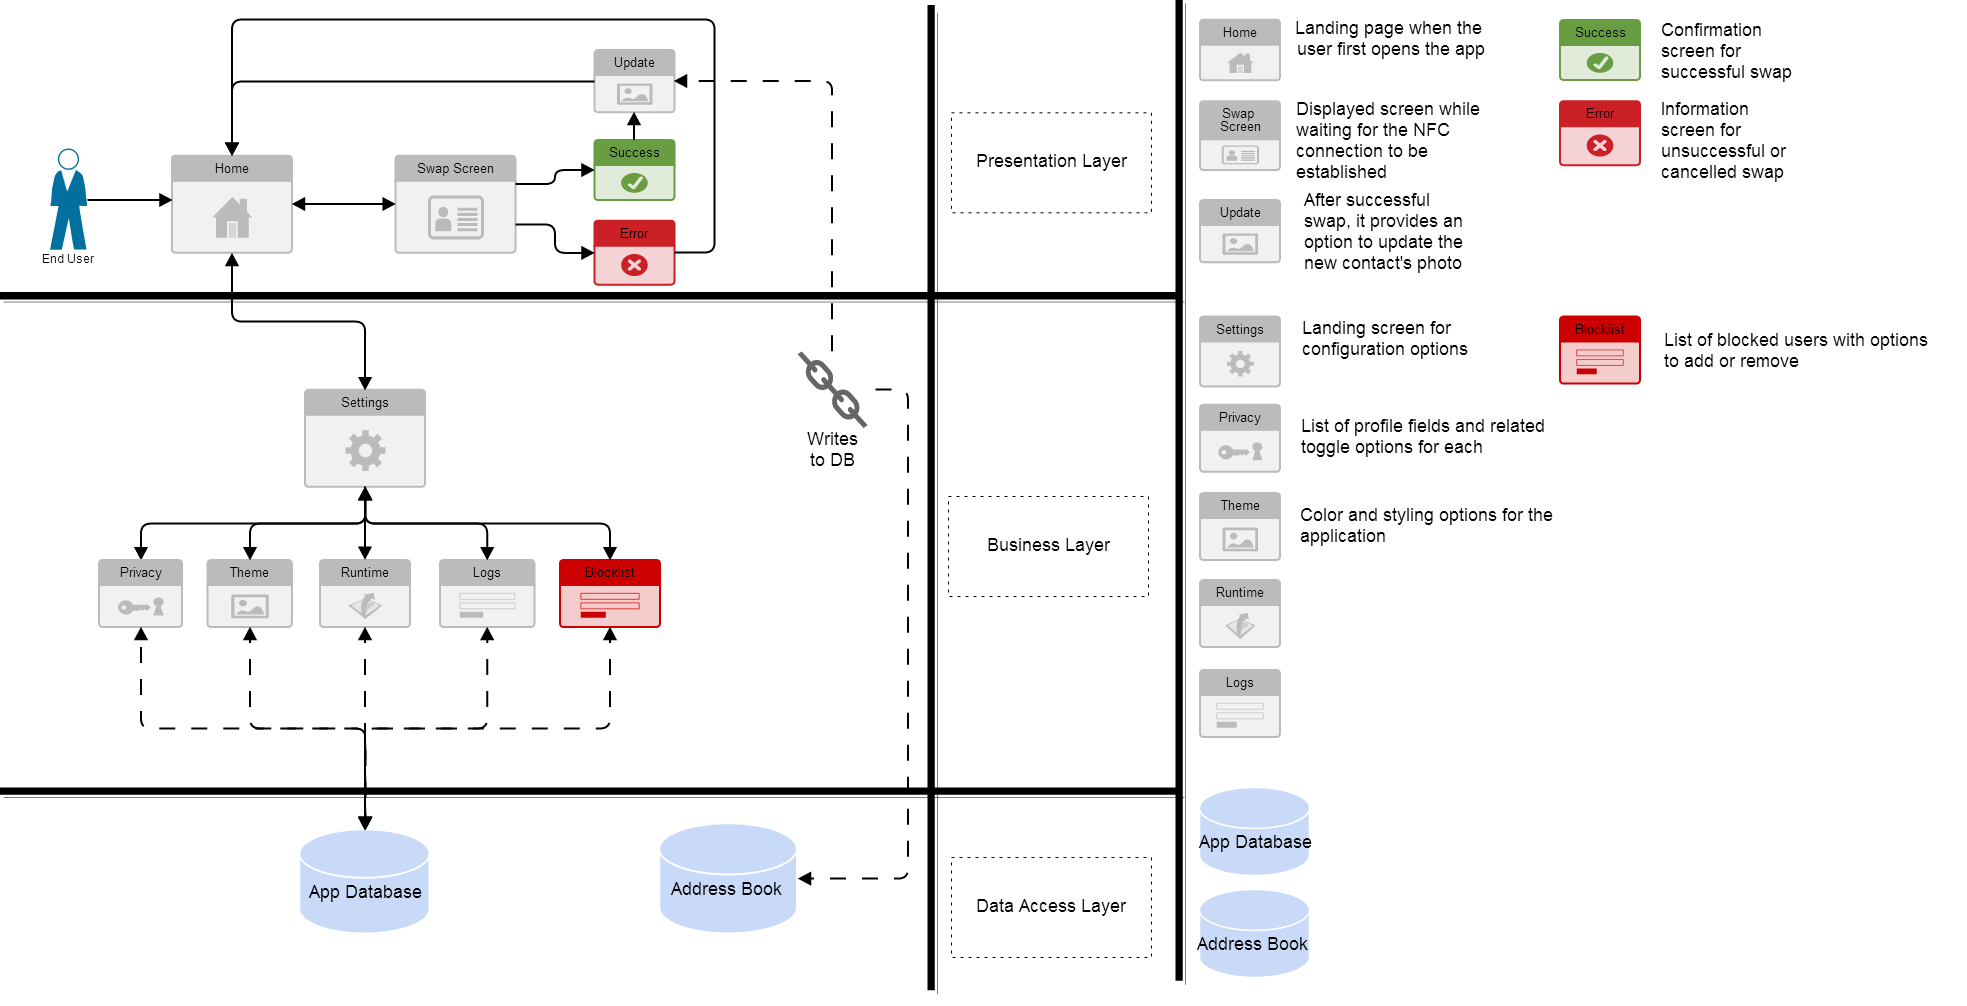 Update
Success
Home
Swap Screen
Error
End User
Presentation Layer
Settings
Writes
to DB
Privacy
Theme
Runtime
Logs
Blocklist
Business Layer
App Database
Address Book
Data Access Layer
Home
Landing page when the
user first opens the app
Success
Confirmation
screen for
successful swap
Swap
Screen
Displayed screen while
waiting for the NFC
connection to be
established
Error
Information
screen for
unsuccessful or
cancelled swap
Update
After successful
swap, it provides an
option to update the
new contact's photo
Settings
Landing screen for
configuration options
Blocklist
List of blocked users with options
to add or remove
Privacy
List of profile fields and related
toggle options for each
Theme
Color and styling options for the
application
Runtime
Logs
App Database
Address Book